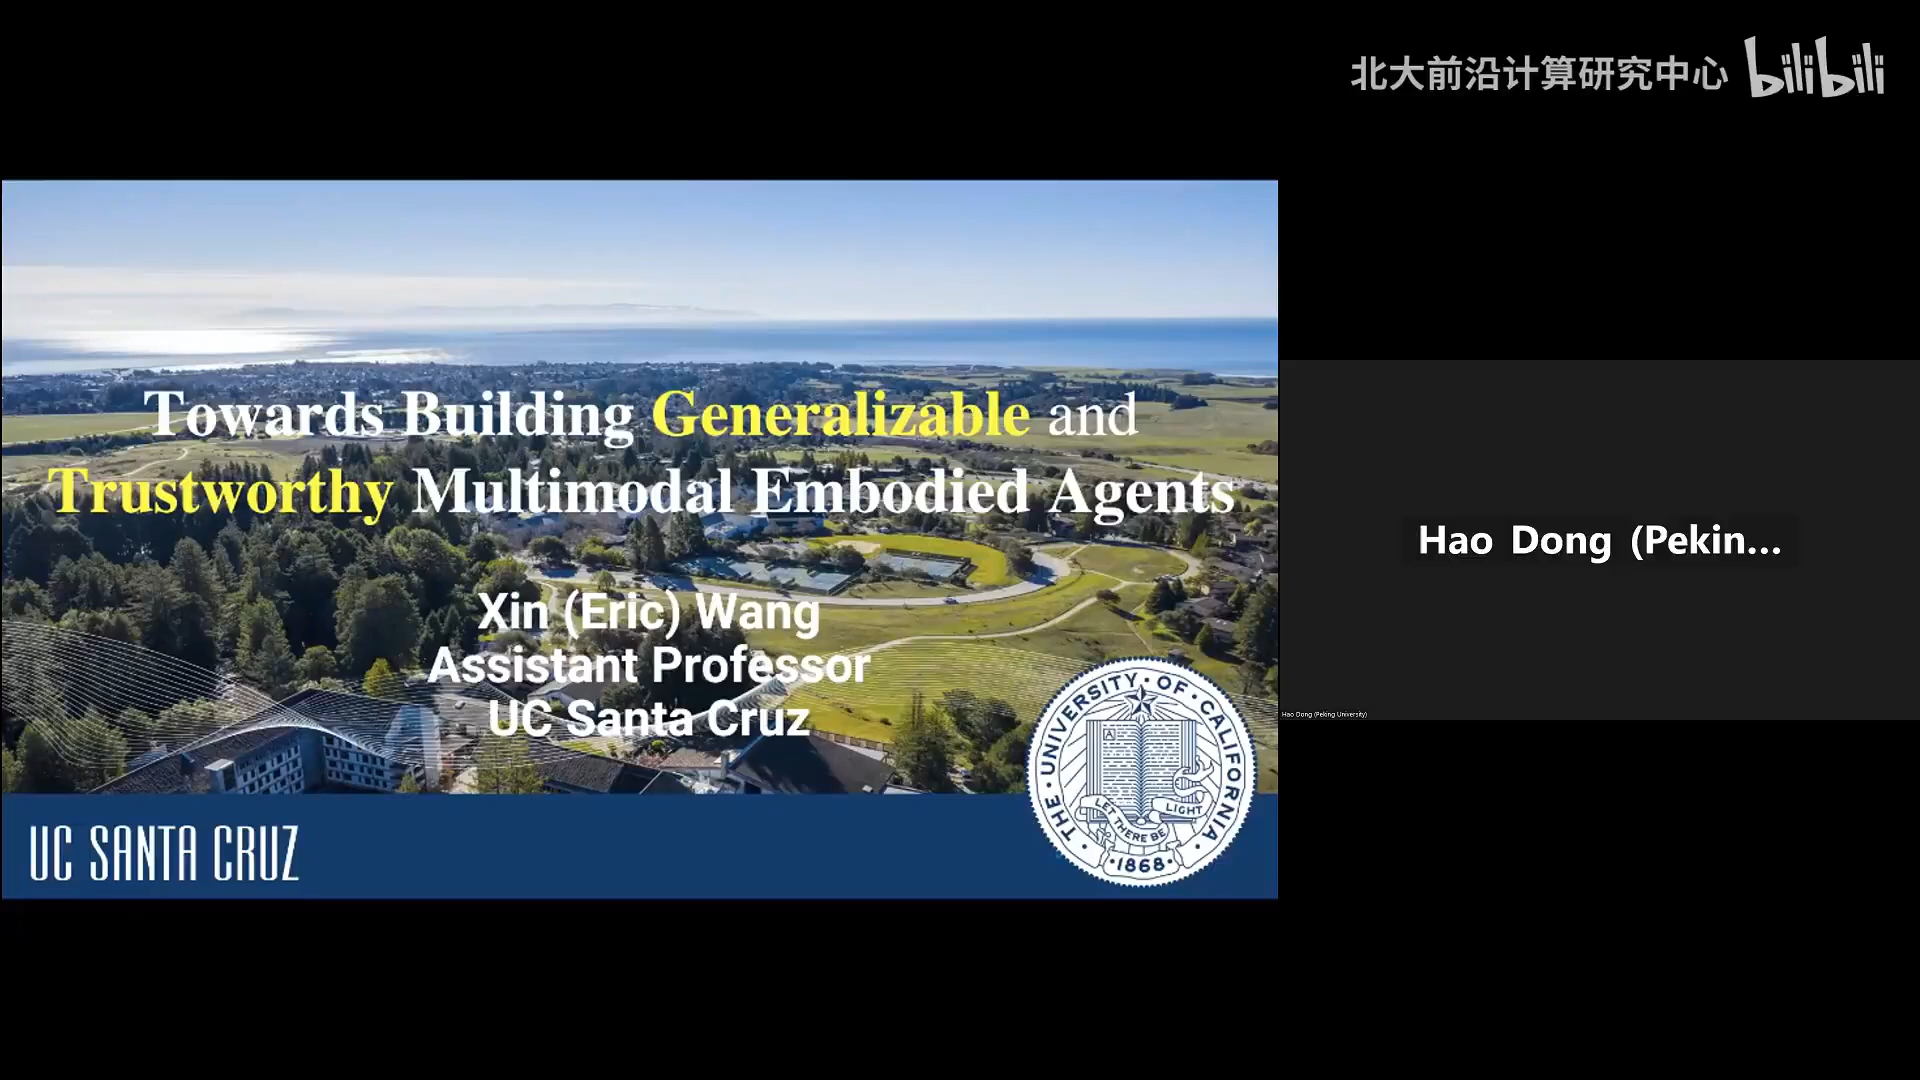 北大前沿计算研究中心 bilibili
Towards Building Generalizable and
Trustworthy Multimodal Embodied Agents
Xin (Eric) Wang
Assistant Professor
UC Santa Cruz
UC SANTA CRUZ
THE · UNIVERSITY · OF · CALIFORNIA
A
LET THERE BE LIGHT
·1868·
Hao Dong (Pekin...
Hao Dong (Peking University)